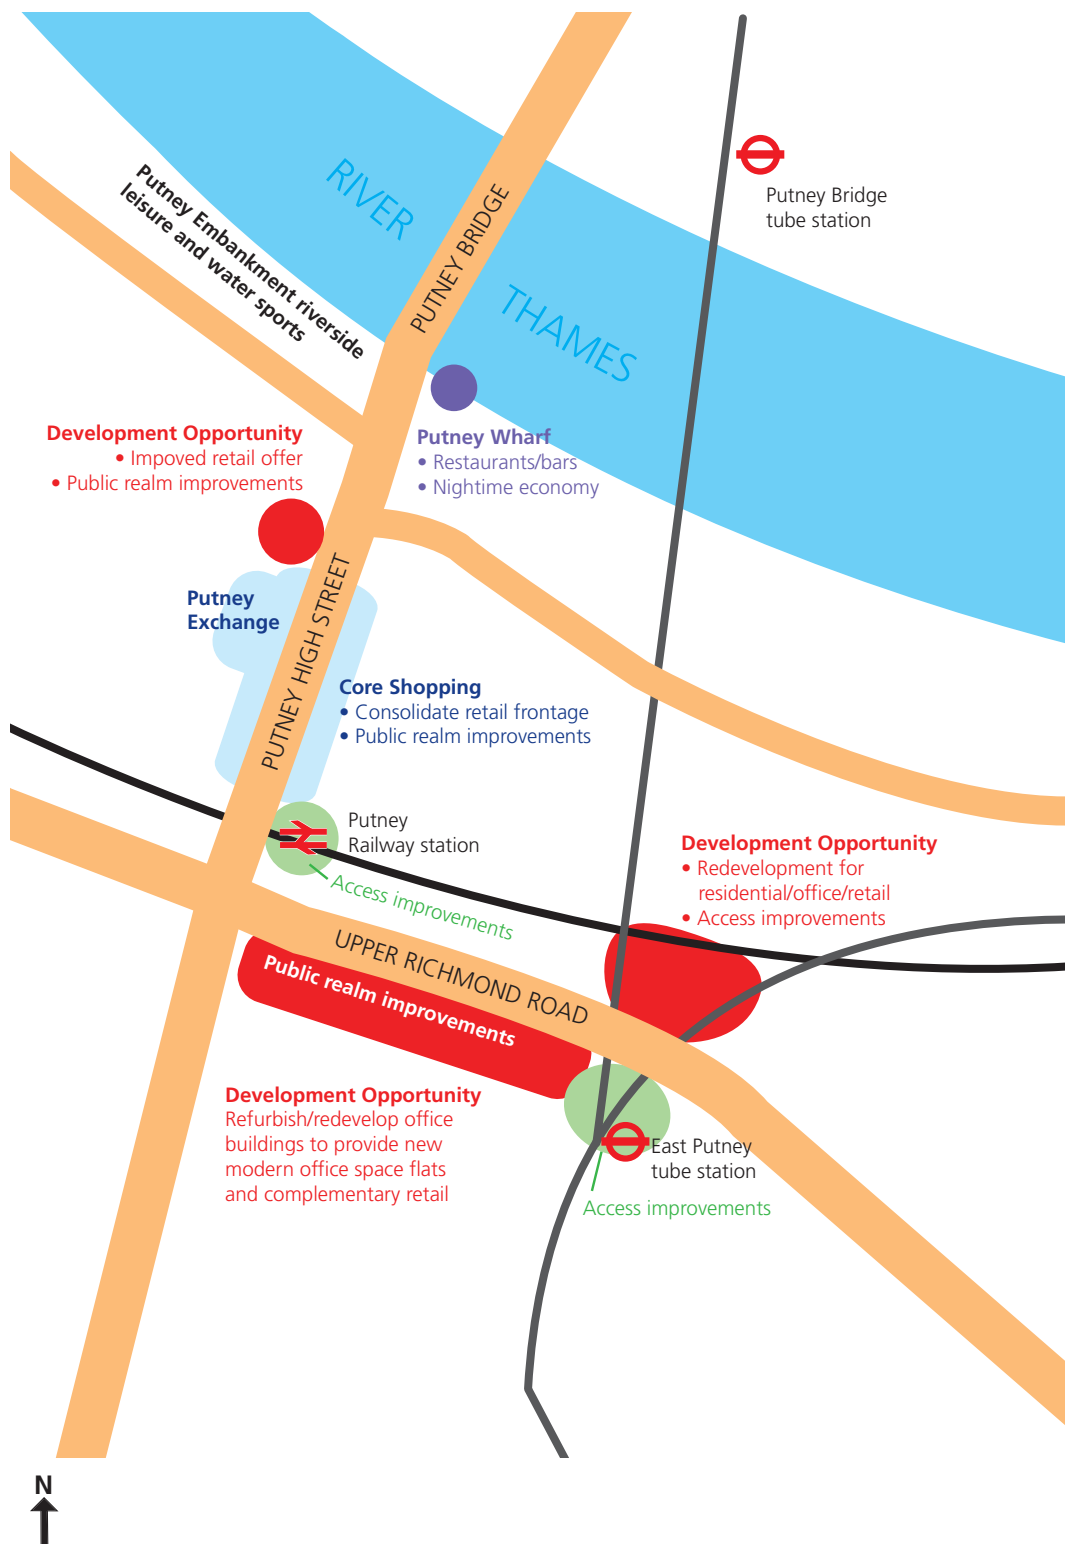 RIVER
THAMES
PUTNEY BRIDGE
Putney Bridge
tube station
Putney Embankment riverside
leisure and water sports
Development Opportunity
• Impoved retail offer
• Public realm improvements
Putney Wharf
• Restaurants/bars
• Nightime economy
Putney
Exchange
PUTNEY HIGH STREET
Core Shopping
• Consolidate retail frontage
• Public realm improvements
Putney
Railway station
Access improvements
Development Opportunity
• Redevelopment for
residential/office/retail
• Access improvements
UPPER RICHMOND ROAD
Public realm improvements
Development Opportunity
Refurbish/redevelop office
buildings to provide new
modern office space flats
and complementary retail
East Putney
tube station
Access improvements
N